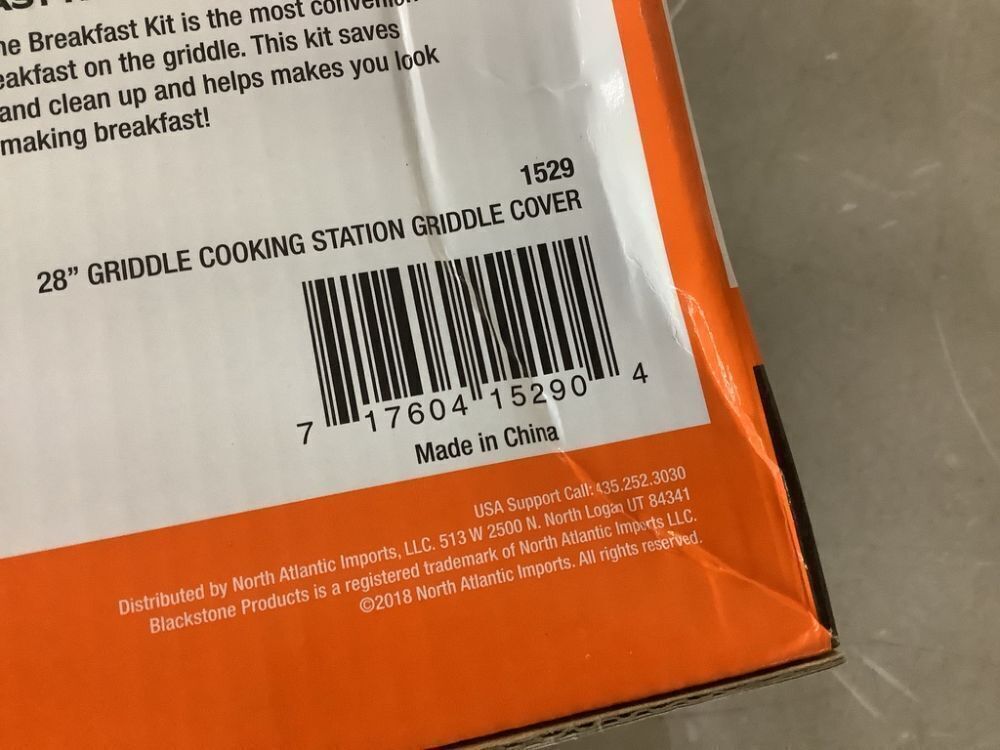 Breakfast Kit is the most
on the griddle. This kit saves
and clean up and helps makes you look
making breakfast!
1529
28” GRIDDLE COOKING STATION GRIDDLE COVER
7 17604 15290 4
Made in China
USA Support Call: 435.252.3030
Distributed by North Atlantic Imports, LLC. 513 W 2500 N. North Logan UT 84341
Blackstone Products is a registered trademark of North Atlantic Imports LLC.
©2018 North Atlantic Imports. All rights reserved.